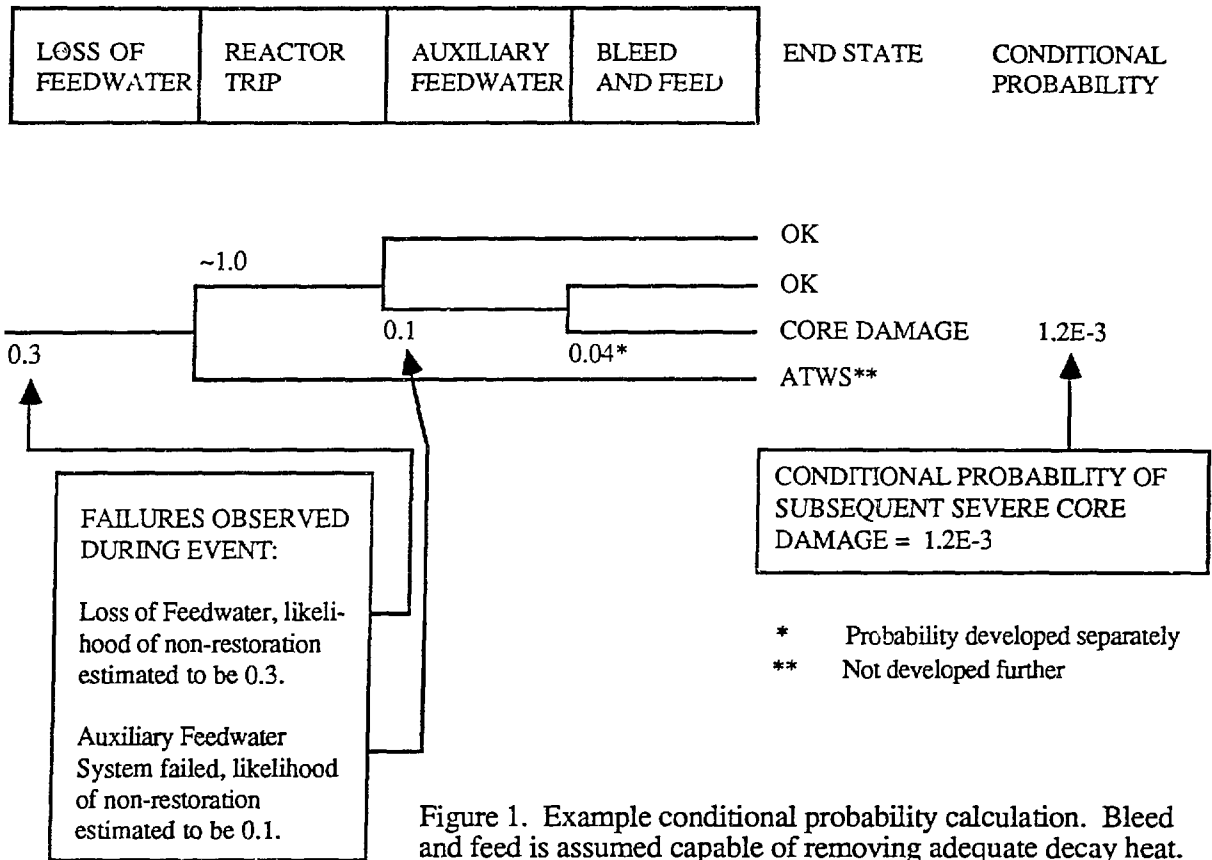 LOSS OF
FEEDWATER
REACTOR
TRIP
AUXILIARY
FEEDWATER
BLEED
AND FEED
END STATE
CONDITIONAL
PROBABILITY
OK
~1.0
OK
0.3
0.1
0.04*
CORE DAMAGE
1.2E-3
ATWS**
FAILURES OBSERVED
DURING EVENT:
Loss of Feedwater, likeli-
hood of non-restoration
estimated to be 0.3.
Auxiliary Feedwater
System failed, likelihood
of non-restoration
estimated to be 0.1.
CONDITIONAL PROBABILITY OF
SUBSEQUENT SEVERE CORE
DAMAGE = 1.2E-3
* Probability developed separately
** Not developed further
Figure 1. Example conditional probability calculation. Bleed
and feed is assumed capable of removing adequate decay heat.